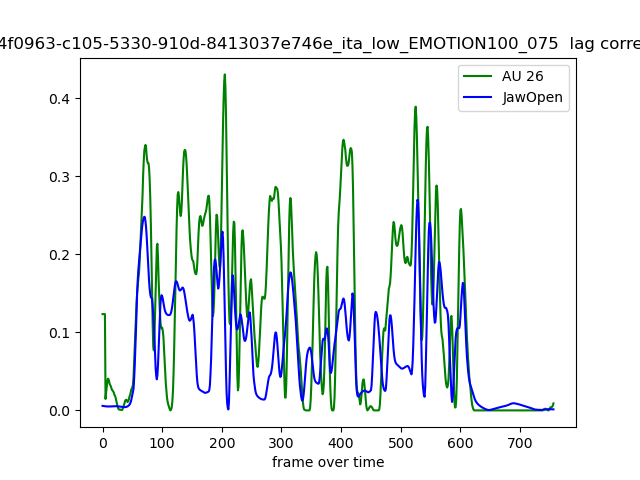 4f0963-c105-5330-910d-8413037e746e_ita_low_EMOTION100_075 lag corre
AU 26
JawOpen
0.4
0.3
0.2
0.1
0.0
0 100 200 300 400 500 600 700
frame over time